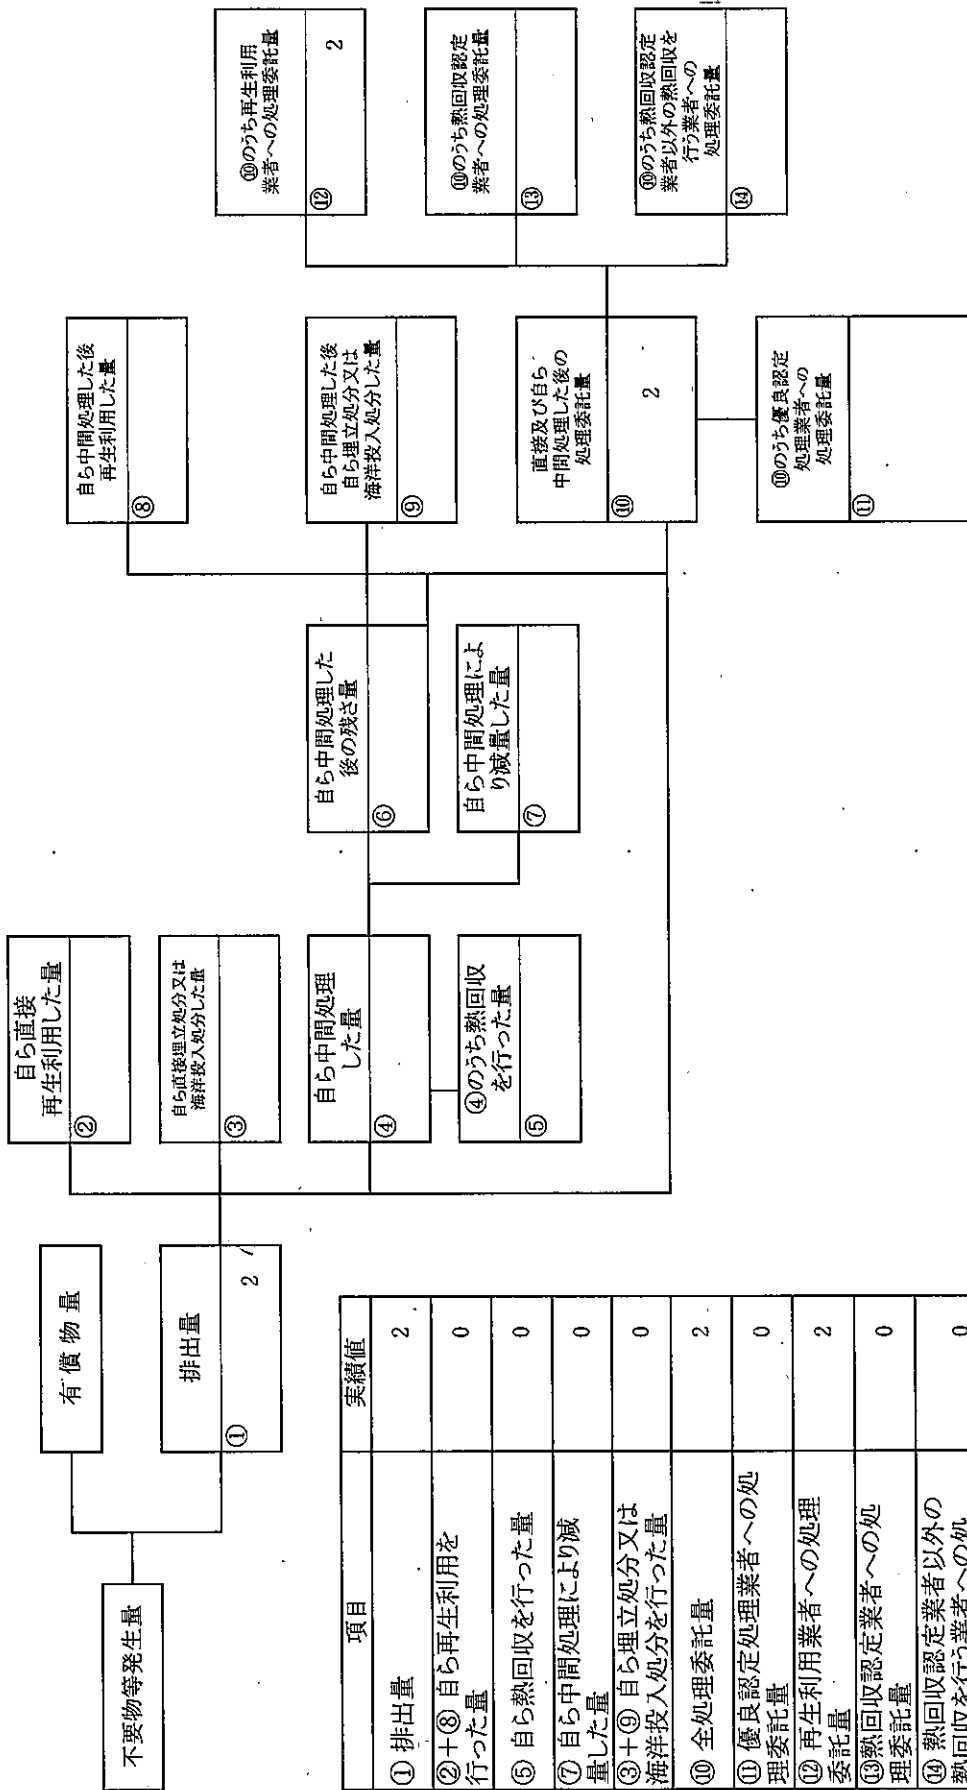 不要物等発生量
有償物量
排出量
①
2
自ら直接
再生利用した量
②
自ら直接埋立処分又は
海洋投入処分した量
③
自ら中間処理
した量
④
④のうち熱回収
を行った量
⑤
自ら中間処理した
後の残さ量
⑥
自ら中間処理によ
り減量した量
⑦
自ら中間処理した後
再生利用した量
⑧
自ら中間処理した後
自ら埋立処分又は
海洋投入処分した量
⑨
直接及び自ら
中間処理した後の
処理委託量
⑩
2
⑩のうち優良認定
処理業者への
処理委託量
⑪
⑩のうち再生利用
業者への処理委託量
⑫
2
⑩のうち熱回収認定
業者への処理委託量
⑬
⑩のうち熱回収認定
業者以外の熱回収を
行う業者への
処理委託量
⑭
項目 実績値
①排出量 2
②+⑧自ら再生利用を
行った量 0
⑤自ら熱回収を行った量 0
⑦自ら中間処理により減
量した量 0
③+⑨自ら埋立処分又は
海洋投入処分を行った量 0
⑩全処理委託量 2
⑪優良認定処理業者への処
理委託量 0
⑫再生利用業者への処理
委託量 2
⑬熱回収認定業者への処
理委託量 0
⑭熱回収認定業者以外の
熱回収を行う業者への処 0